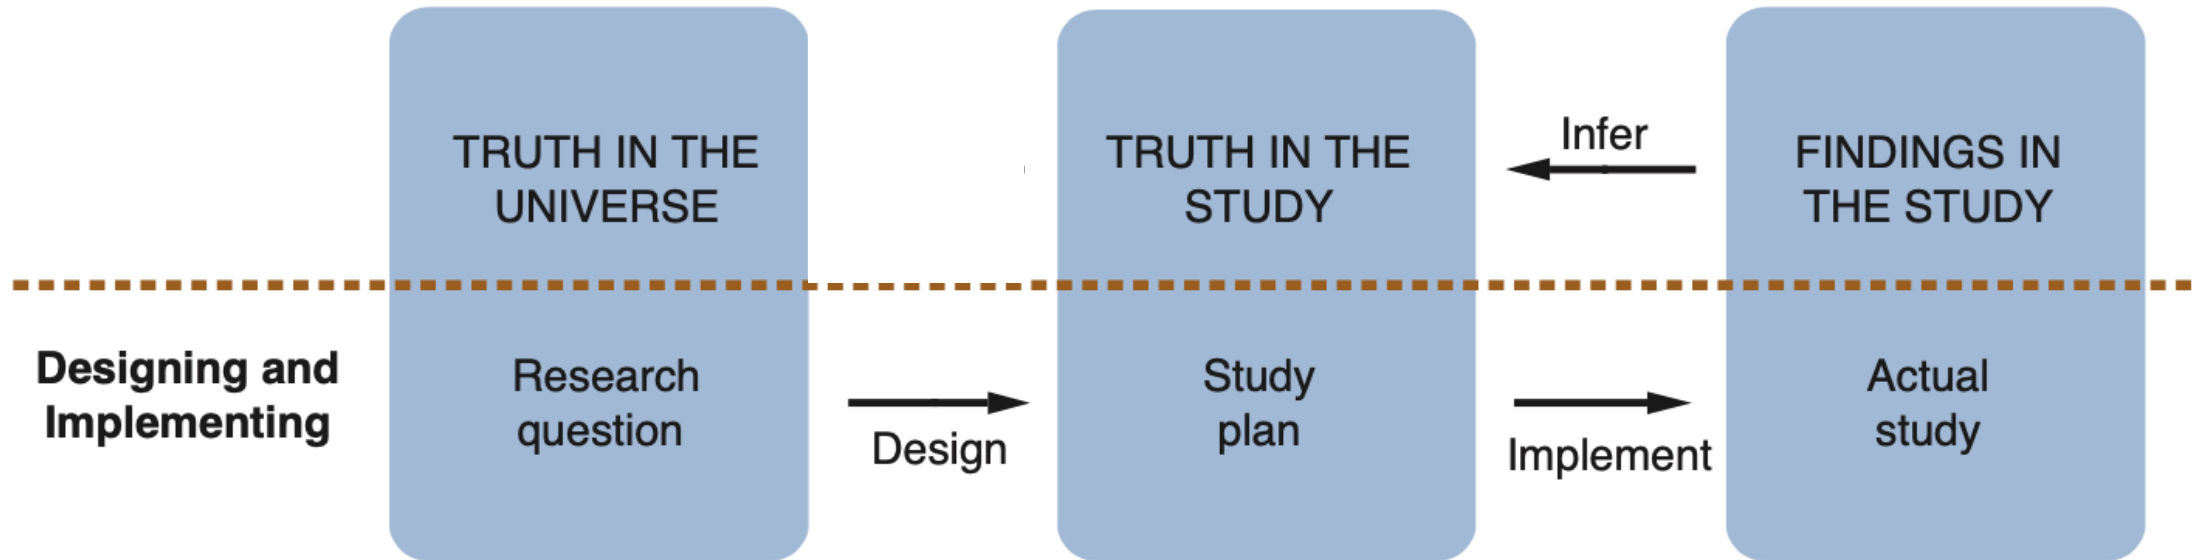 TRUTH IN THE
UNIVERSE
TRUTH IN THE
STUDY
Infer
FINDINGS IN
THE STUDY
Designing and
Implementing
Research
question
Design
Study
plan
Implement
Actual
study